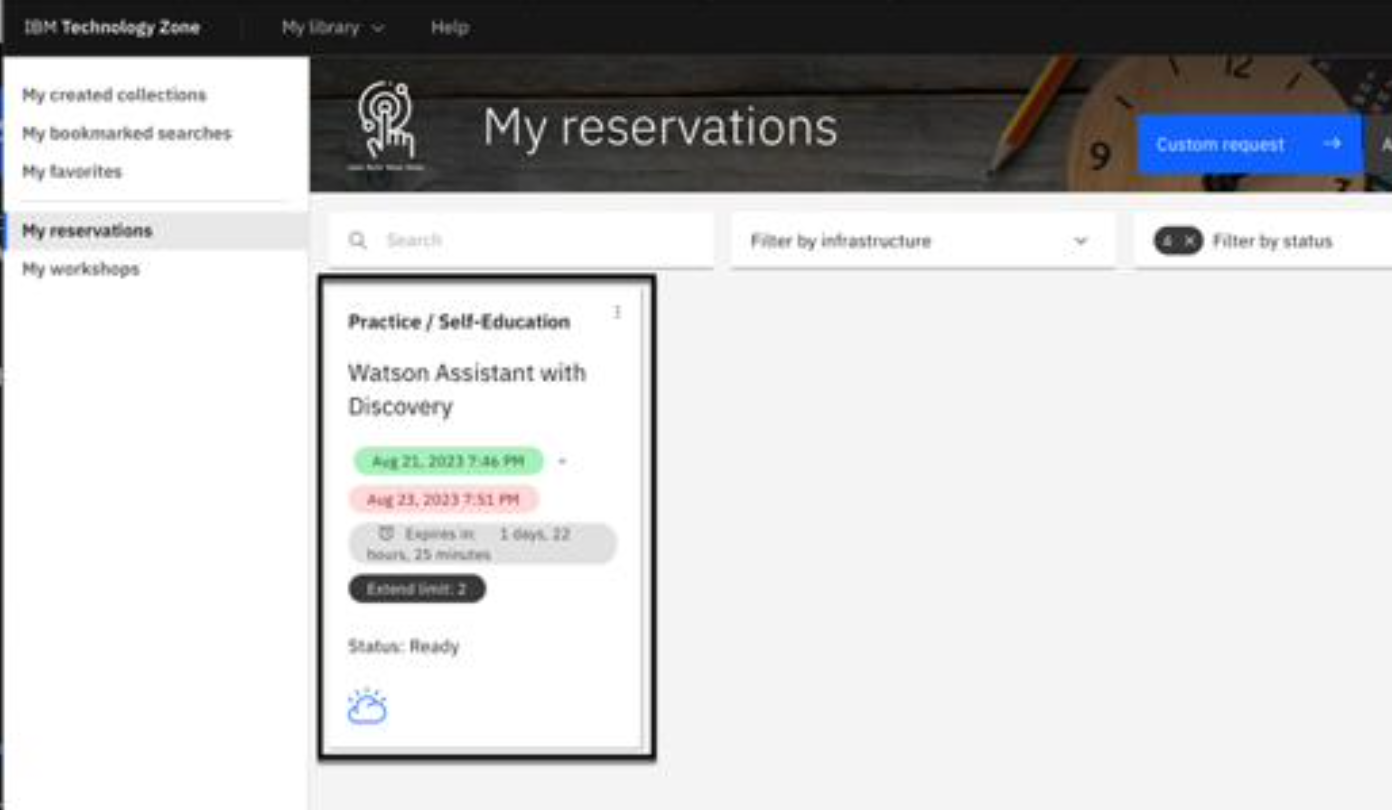 IBM Technology Zone
My library
Help
My created collections
My bookmarked searches
My favorites
My reservations
My workshops
My reservations
12
9
7
Custom request →
A
Search
Filter by infrastructure
4 × Filter by status
Practice / Self-Education
Watson Assistant with
Discovery
Aug 21, 2023 7:46 PM -
Aug 23, 2023 7:51 PM
Expires in: 1 days, 22
hours, 25 minutes
Extend limit: 2
Status: Ready